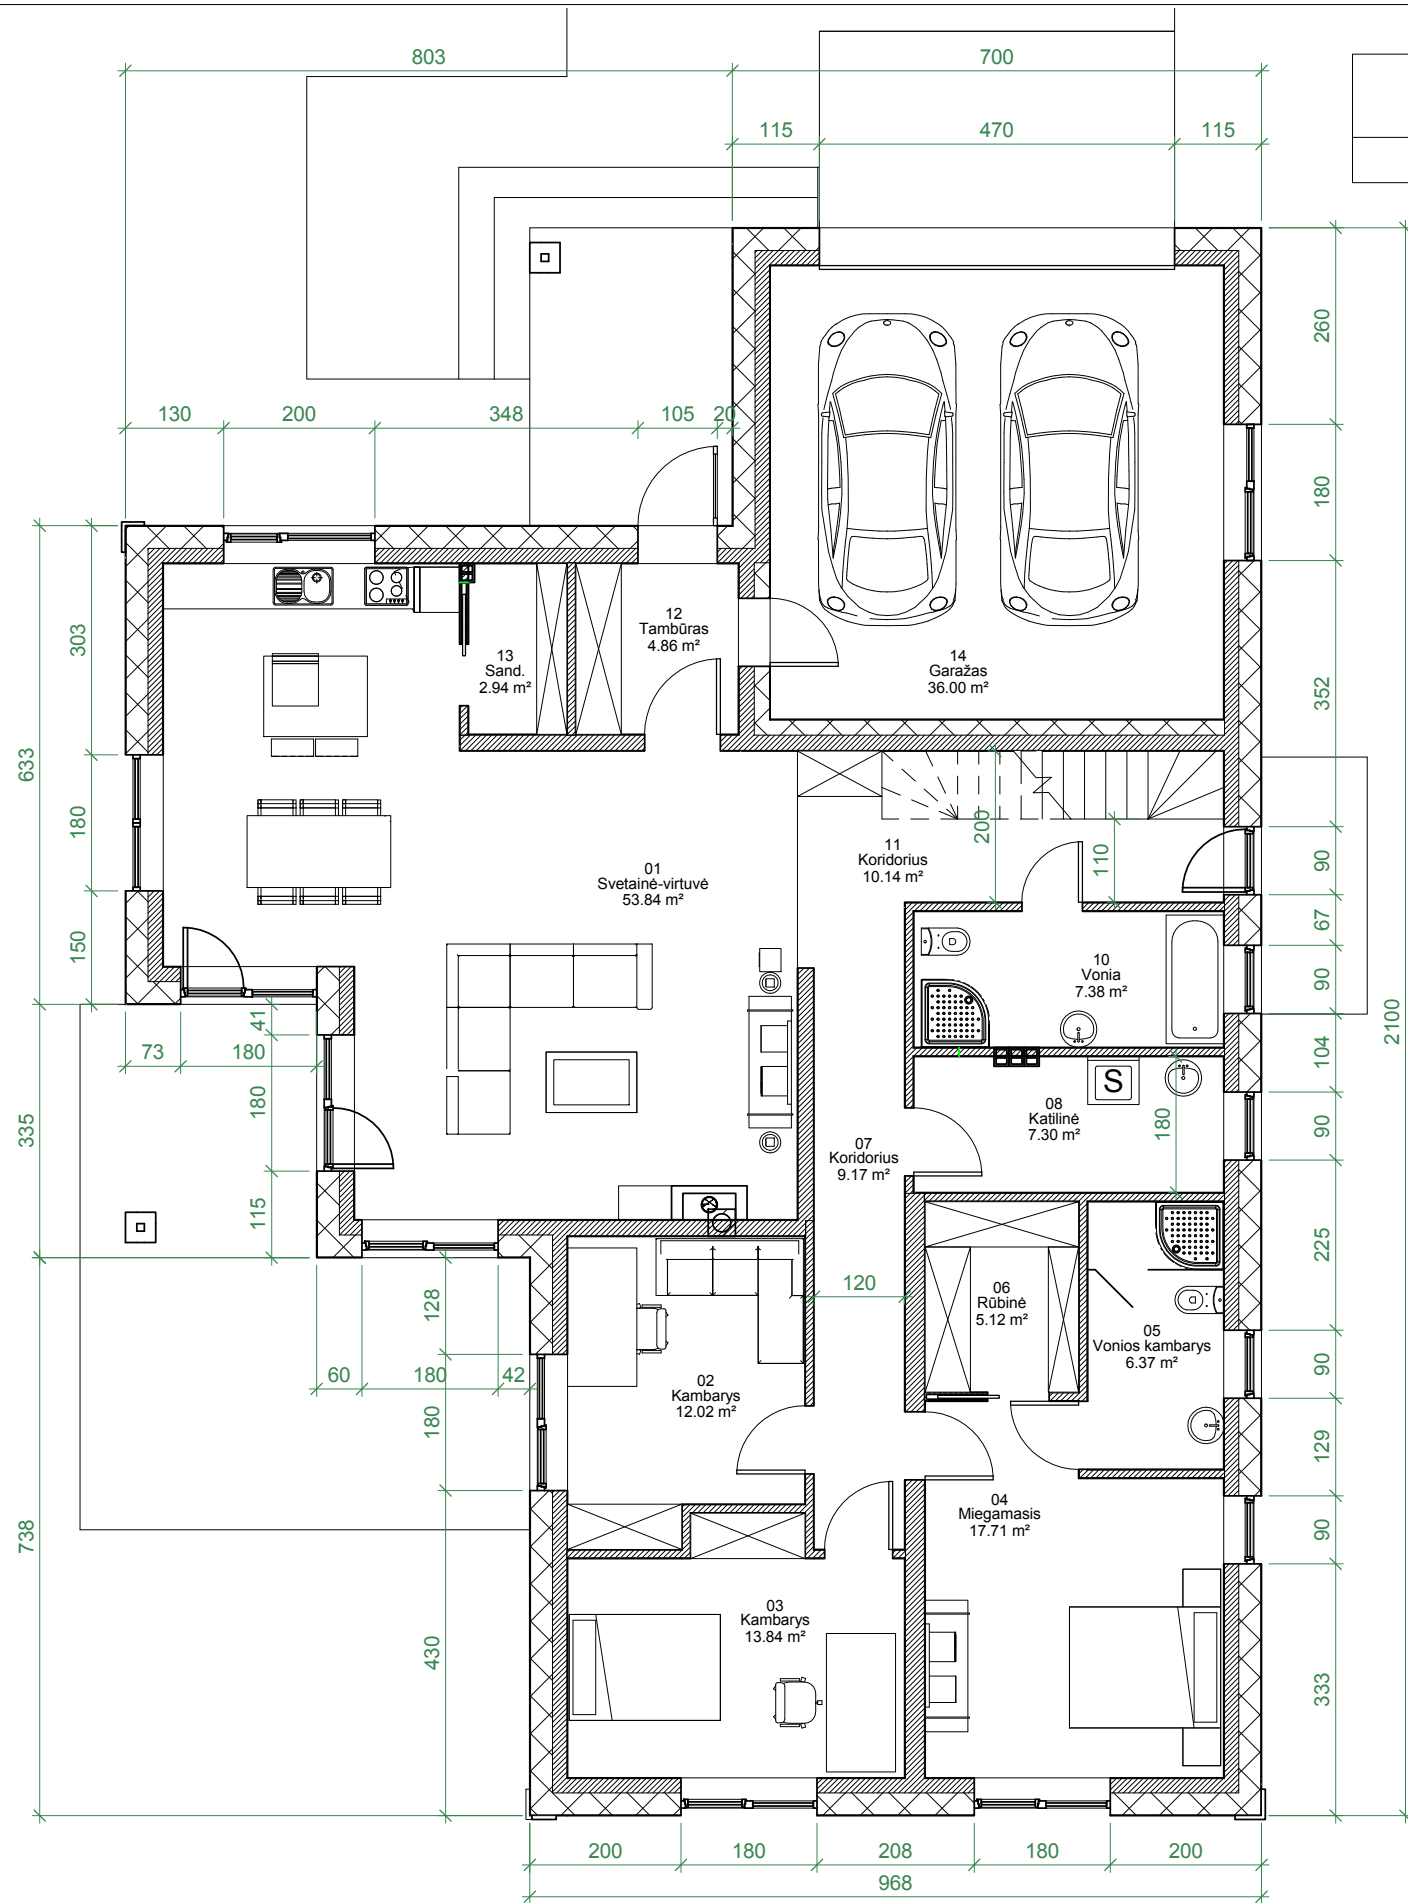 803
700
115
470
115
260
130
200
348
105
20
180
303
12
Tambūras
4.86 m²
13
Sand.
2.94 m²
14
Garažas
36.00 m²
352
633
180
200
110
11
Koridorius
10.14 m²
90
01
Svetainė-virtuvė
53.84 m²
67
150
10
Vonia
7.38 m²
90
41
2100
73
180
104
180
S
08
Katilinė
7.30 m²
180
90
335
07
Koridorius
9.17 m²
115
225
128
120
06
Rūbinė
5.12 m²
05
Vonios kambarys
6.37 m²
60
180
42
90
02
Kambarys
12.02 m²
180
129
04
Miegamasis
17.71 m²
738
90
03
Kambarys
13.84 m²
430
333
200
180
208
180
200
968